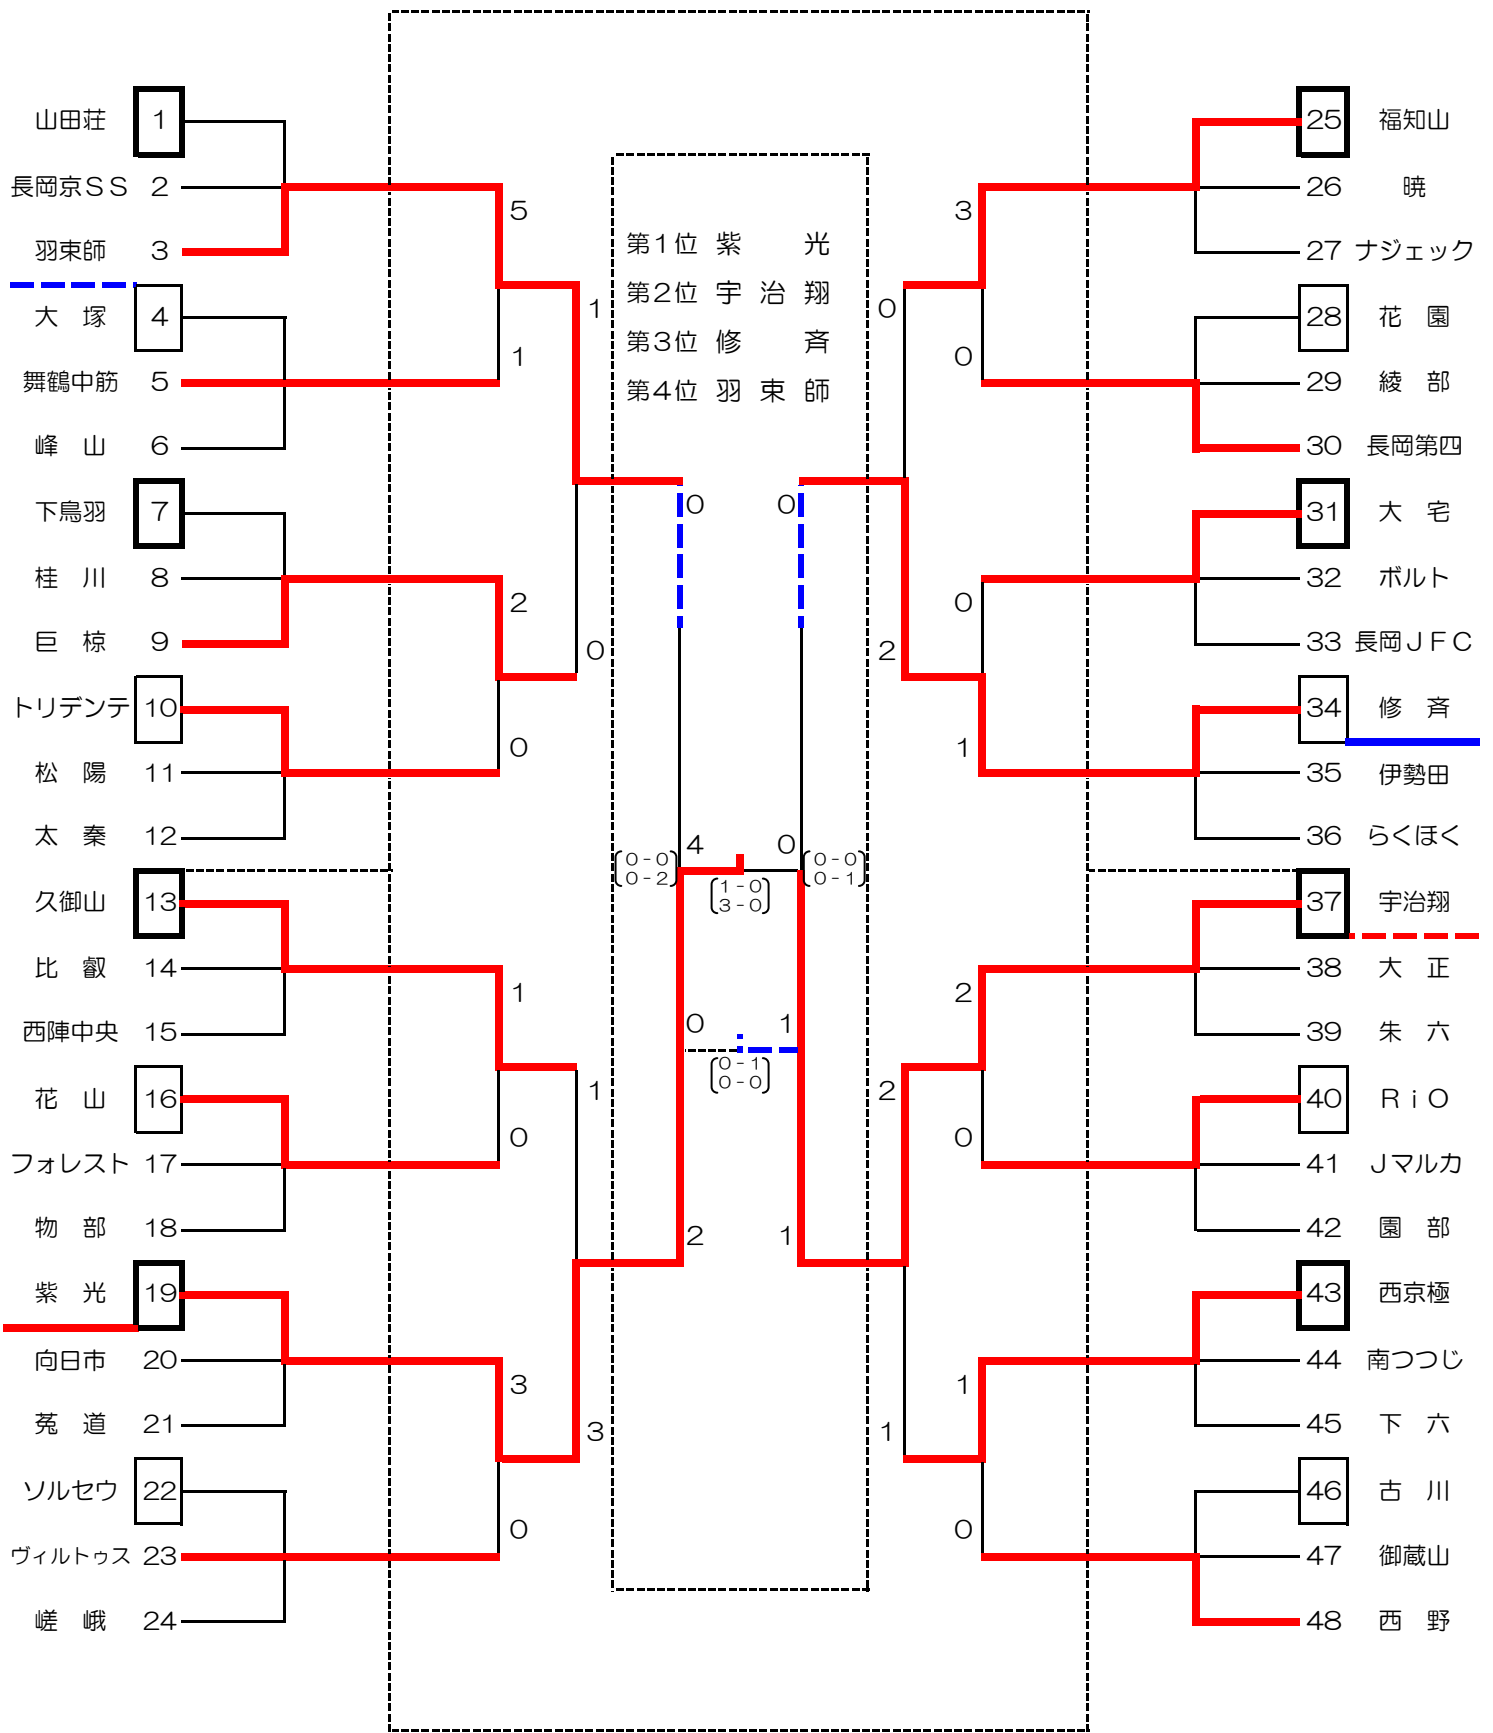 山田荘 1
長岡京SS 2
羽束師 3
大塚 4
舞鶴中筋 5
峰山 6
下鳥羽 7
桂川 8
巨椋 9
トリデンテ 10
松陽 11
太秦 12
久御山 13
比叡 14
西陣中央 15
花山 16
フォレスト 17
物部 18
紫光 19
向日市 20
菟道 21
ソルセウ 22
ヴィルトゥス 23
嵯峨 24
5
1
2
0
1
0
1
0
3
0
1
3
第1位 紫光
第2位 宇治翔
第3位 修斉
第4位 羽束師
0 0
4 0
(0-0
0-2)
(1-0
3-0)
(0-0
0-1)
0 1
(0-1
0-0)
2 1
0
2
2
1
3
0
0
1
2
0
1
0
25 福知山
26 暁
27 ナジェック
28 花園
29 綾部
30 長岡第四
31 大宅
32 ボルト
33 長岡JFC
34 修斉
35 伊勢田
36 らくほく
37 宇治翔
38 大正
39 朱六
40 RiO
41 Jマルカ
42 園部
43 西京極
44 南つつじ
45 下六
46 古川
47 御蔵山
48 西野